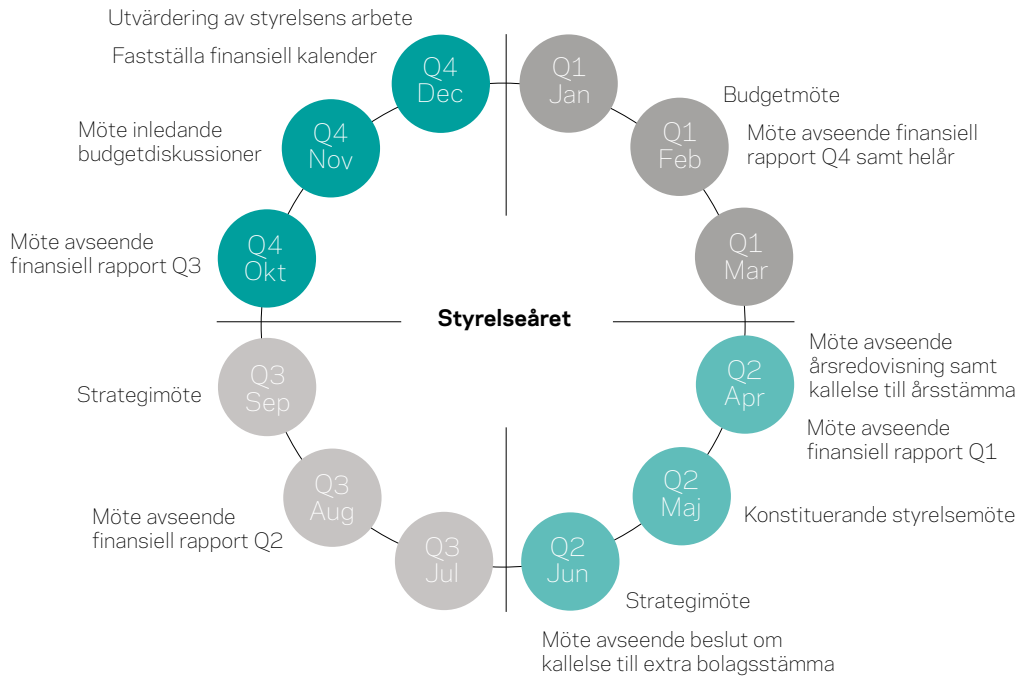 Utvärdering av styrelsens arbete
Fastställa finansiell kalender
Q4
Dec
Q1
Jan
Budgetmöte
Möte avseende finansiell
rapport Q4 samt helår
Q1
Feb
Möte inledande
budgetdiskussioner
Q4
Nov
Möte avseende
finansiell rapport Q3
Q4
Okt
Q1
Mar
Styrelseåret
Möte avseende
årsredovisning samt
kallelse till årsstämma
Q2
Apr
Möte avseende
finansiell rapport Q1
Strategimöte
Q3
Sep
Q2
Maj
Konstituerande styrelsemöte
Q3
Aug
Möte avseende
finansiell rapport Q2
Q3
Jul
Q2
Jun
Strategimöte
Möte avseende beslut om
kallelse till extra bolagsstämma